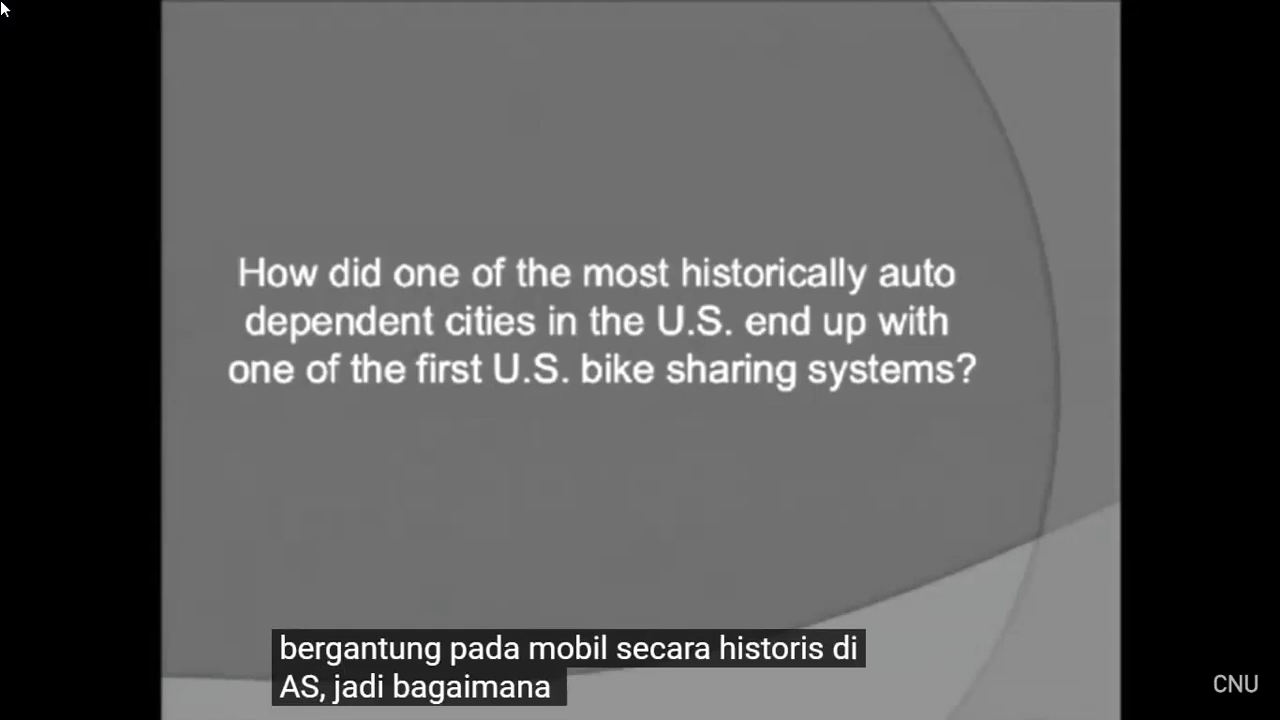 How did one of the most historically auto
dependent cities in the U.S. end up with
one of the first U.S. bike sharing systems?
bergantung pada mobil secara historis di
AS, jadi bagaimana
CNU